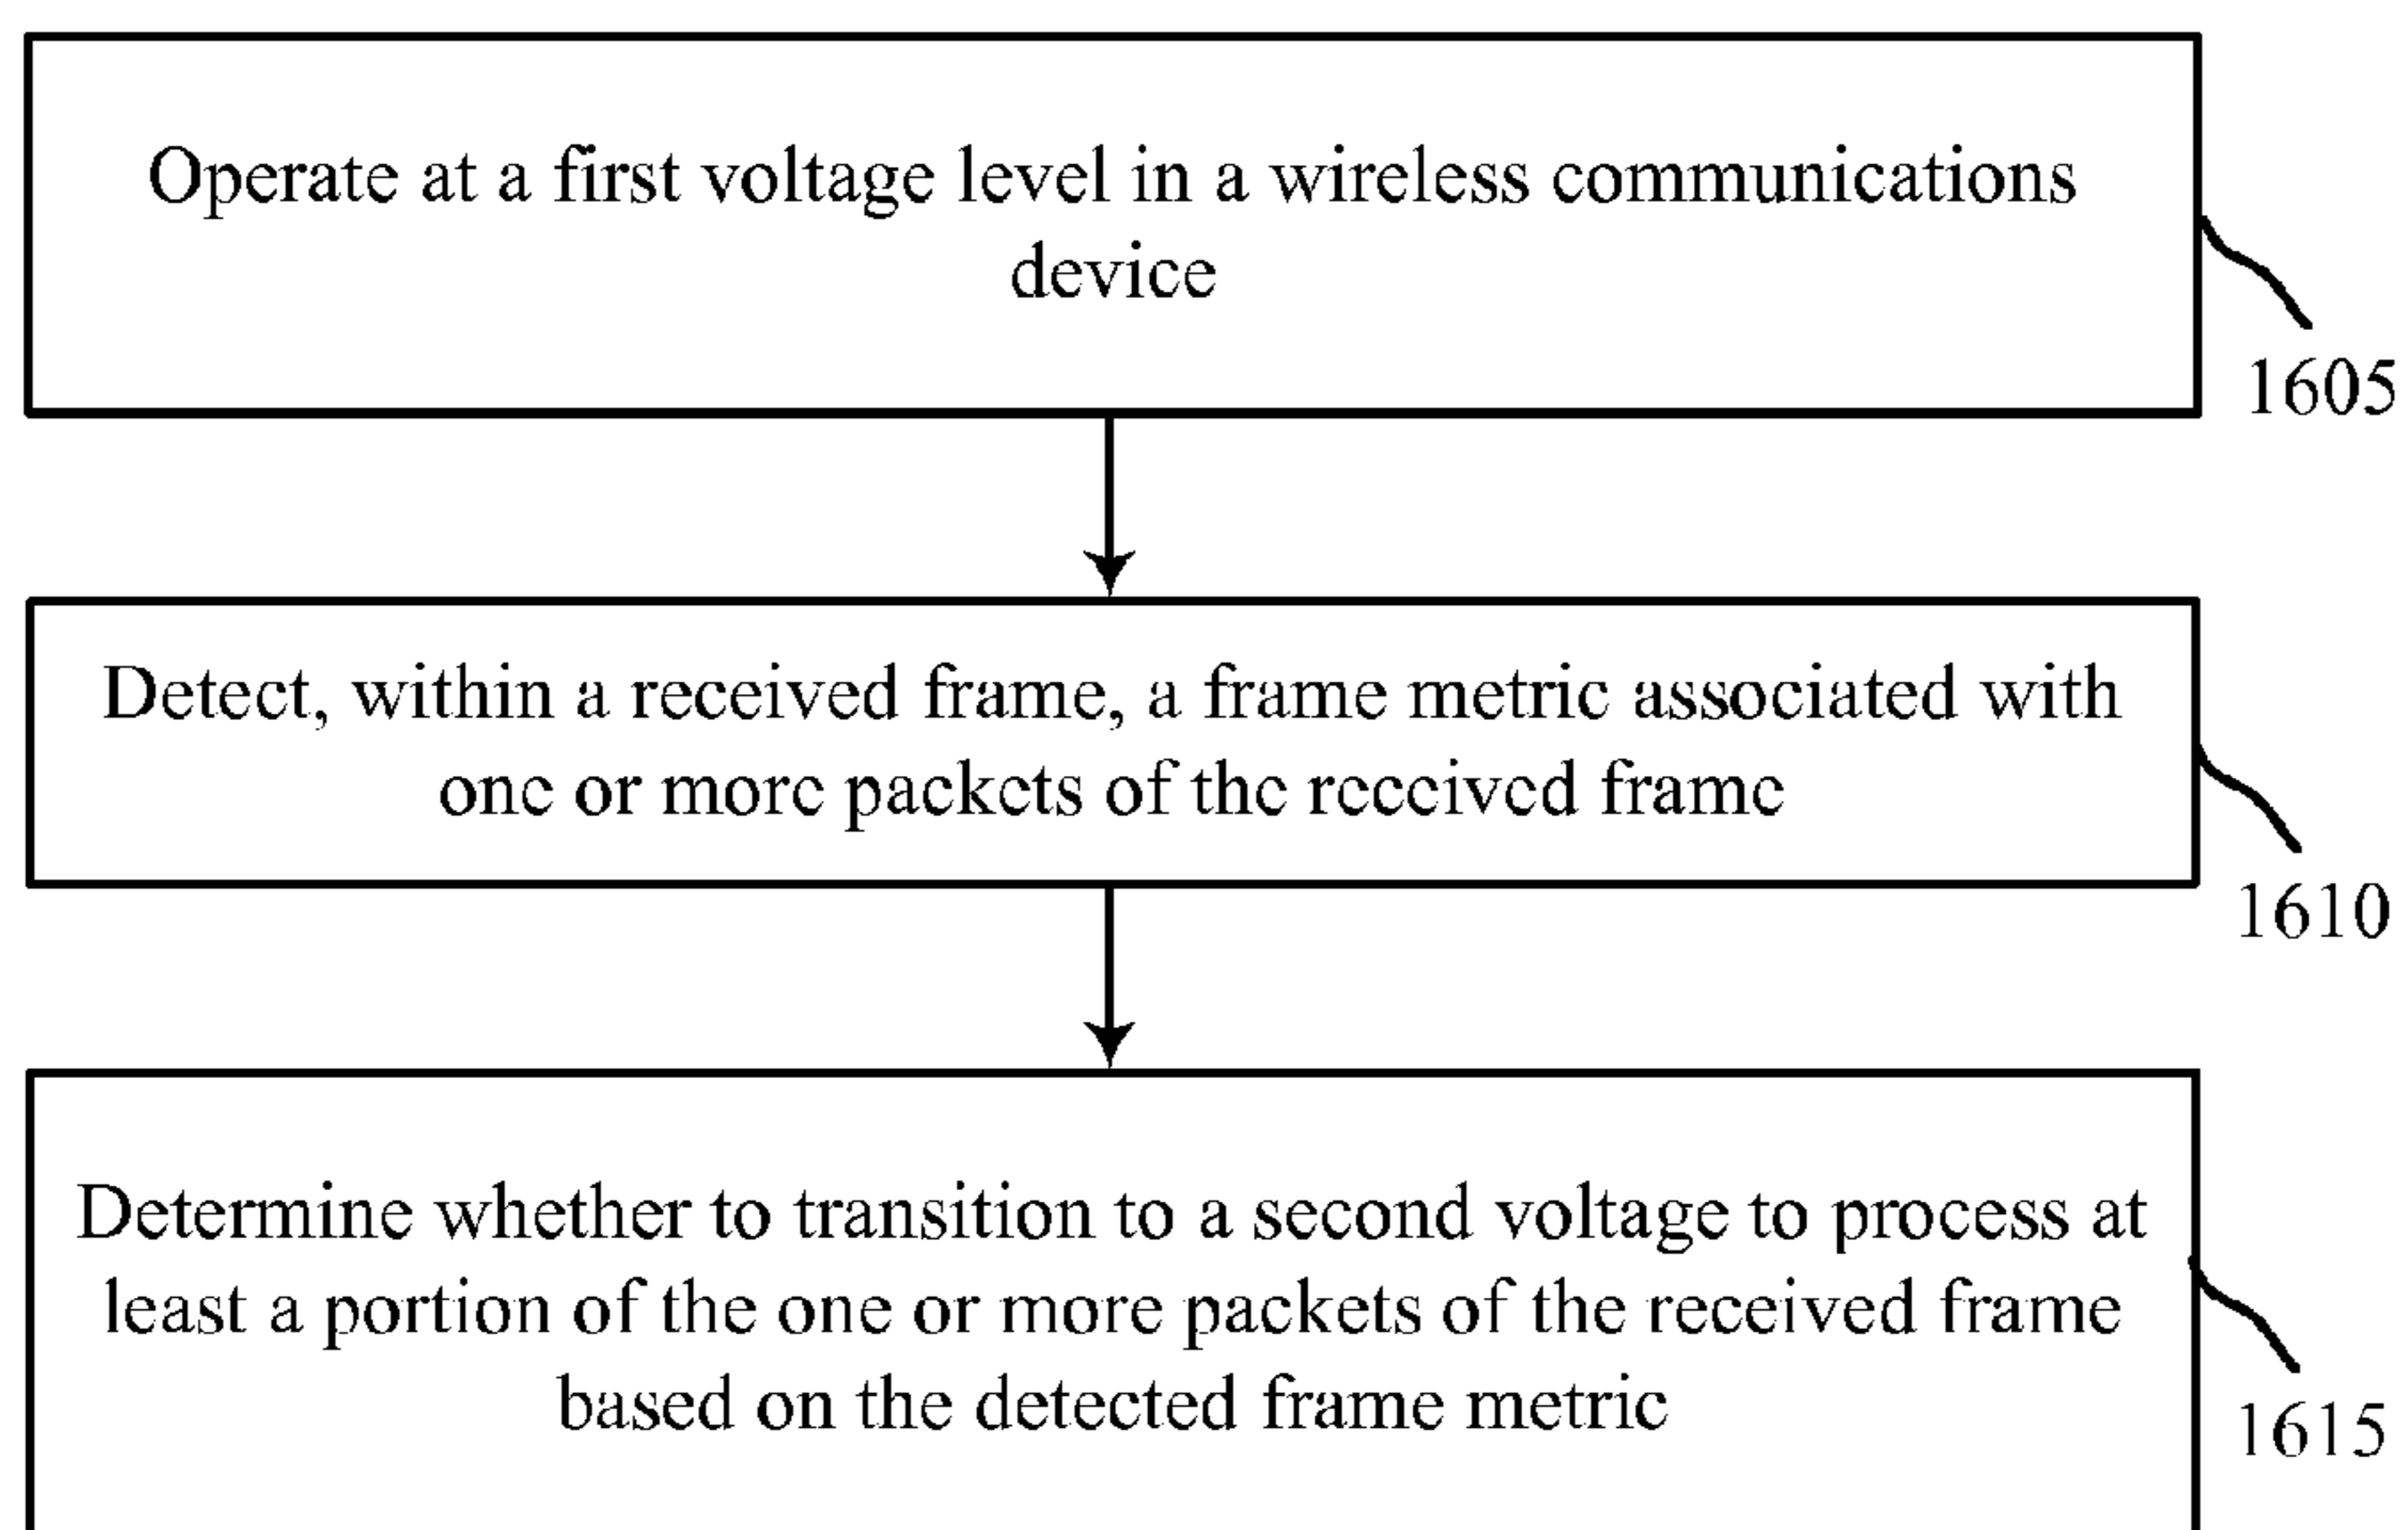 Operate at a first voltage level in a wireless communications
device
1605
Detect, within a received frame, a frame metric associated with
one or more packets of the received frame
1610
Determine whether to transition to a second voltage to process at
least a portion of the one or more packets of the received frame
based on the detected frame metric
1615